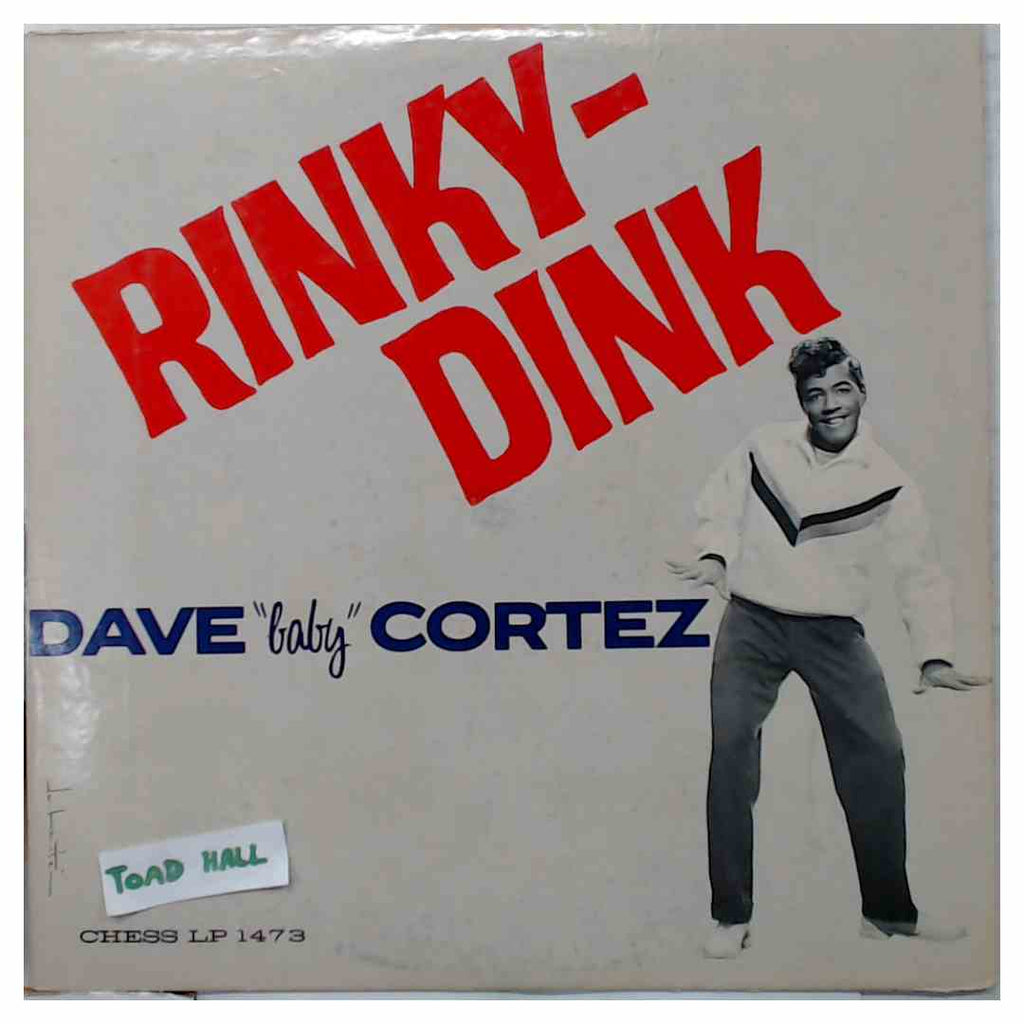 RINKY-
DINK
DAVE "baby" CORTEZ
TOAD HALL
CHESS LP 1473